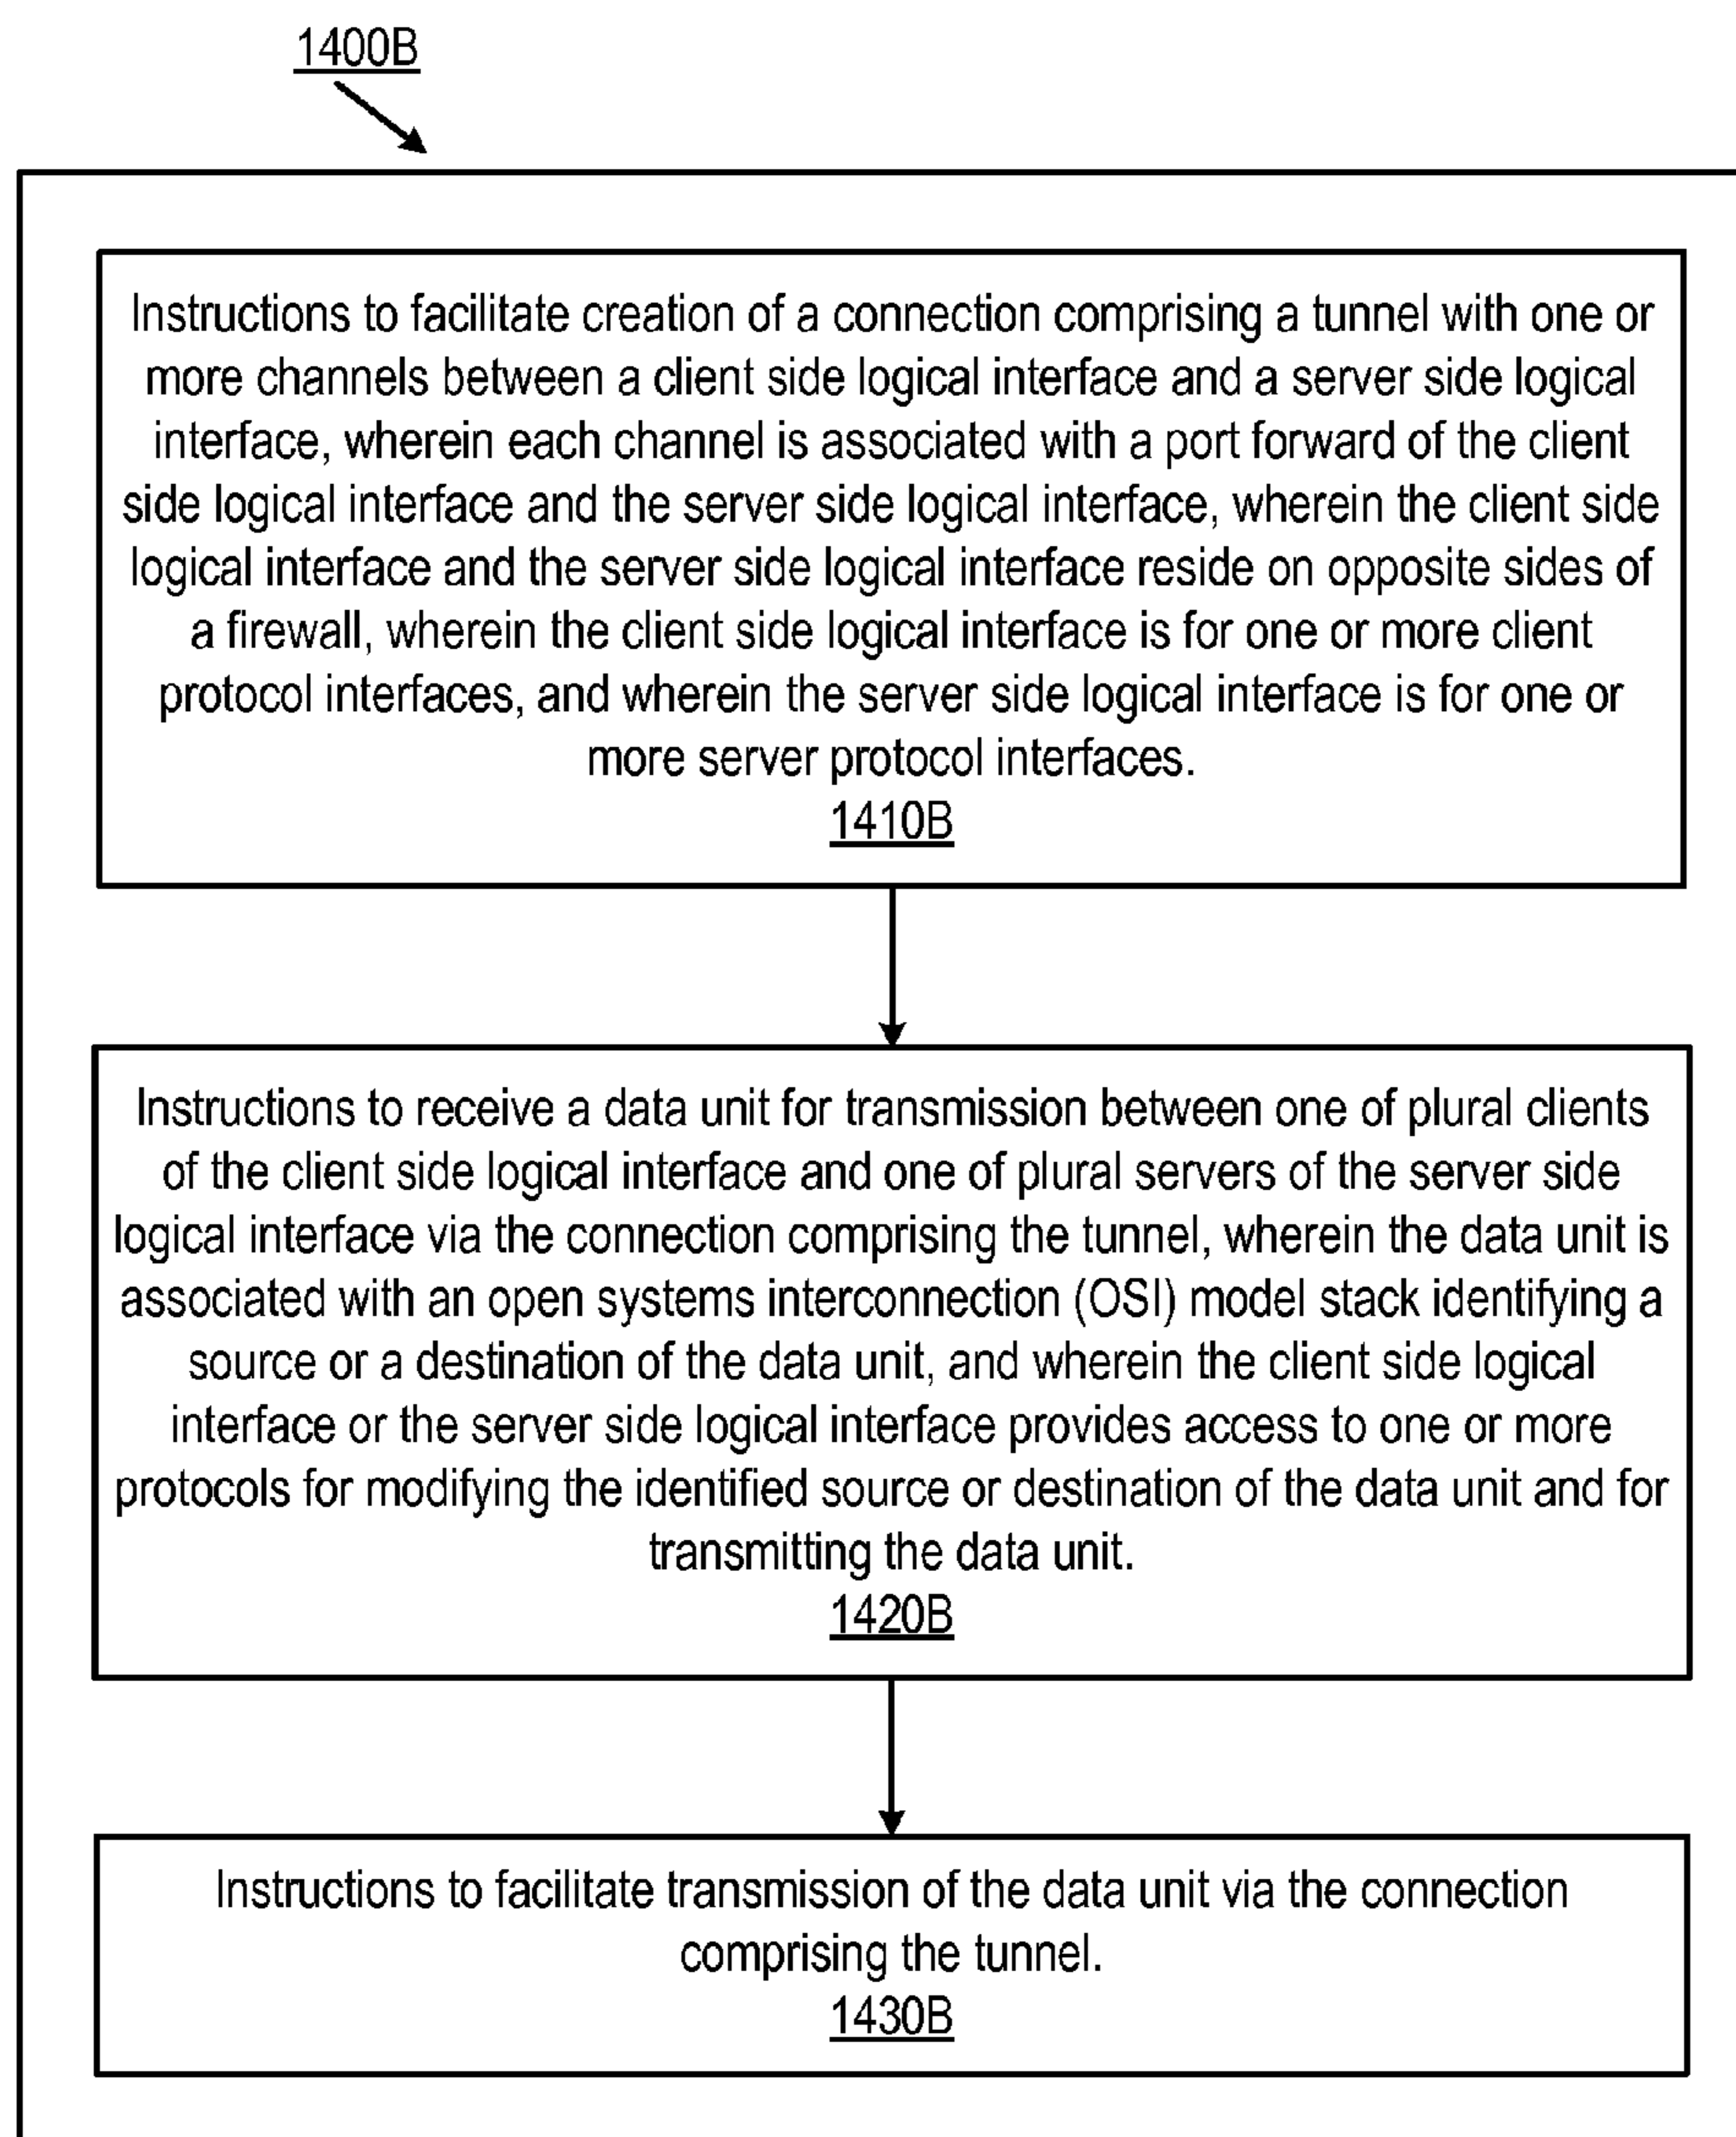 1400B
Instructions to facilitate creation of a connection comprising a tunnel with one or
more channels between a client side logical interface and a server side logical
interface, wherein each channel is associated with a port forward of the client
side logical interface and the server side logical interface, wherein the client side
logical interface and the server side logical interface reside on opposite sides of
a firewall, wherein the client side logical interface is for one or more client
protocol interfaces, and wherein the server side logical interface is for one or
more server protocol interfaces.
1410B
Instructions to receive a data unit for transmission between one of plural clients
of the client side logical interface and one of plural servers of the server side
logical interface via the connection comprising the tunnel, wherein the data unit is
associated with an open systems interconnection (OSI) model stack identifying a
source or a destination of the data unit, and wherein the client side logical
interface or the server side logical interface provides access to one or more
protocols for modifying the identified source or destination of the data unit and for
transmitting the data unit.
1420B
Instructions to facilitate transmission of the data unit via the connection
comprising the tunnel.
1430B